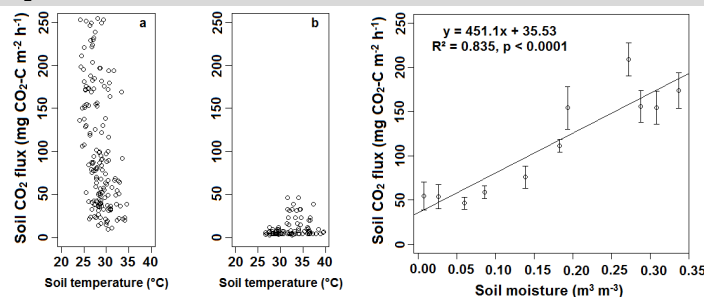 a
Soil CO2 flux (mg CO2-C m-2 h-1)
250
200
150
100
50
0
20 25 30 35 40
Soil temperature (°C)
b
250
200
150
100
50
0
20 25 30 35 40
Soil temperature (°C)
y = 451.1x + 35.53
R² = 0.835, p < 0.0001
Soil CO2 flux (mg CO2-C m-2 h-1)
250
200
150
100
50
0
0.00 0.05 0.10 0.15 0.20 0.25 0.30 0.35
Soil moisture (m³ m-³)